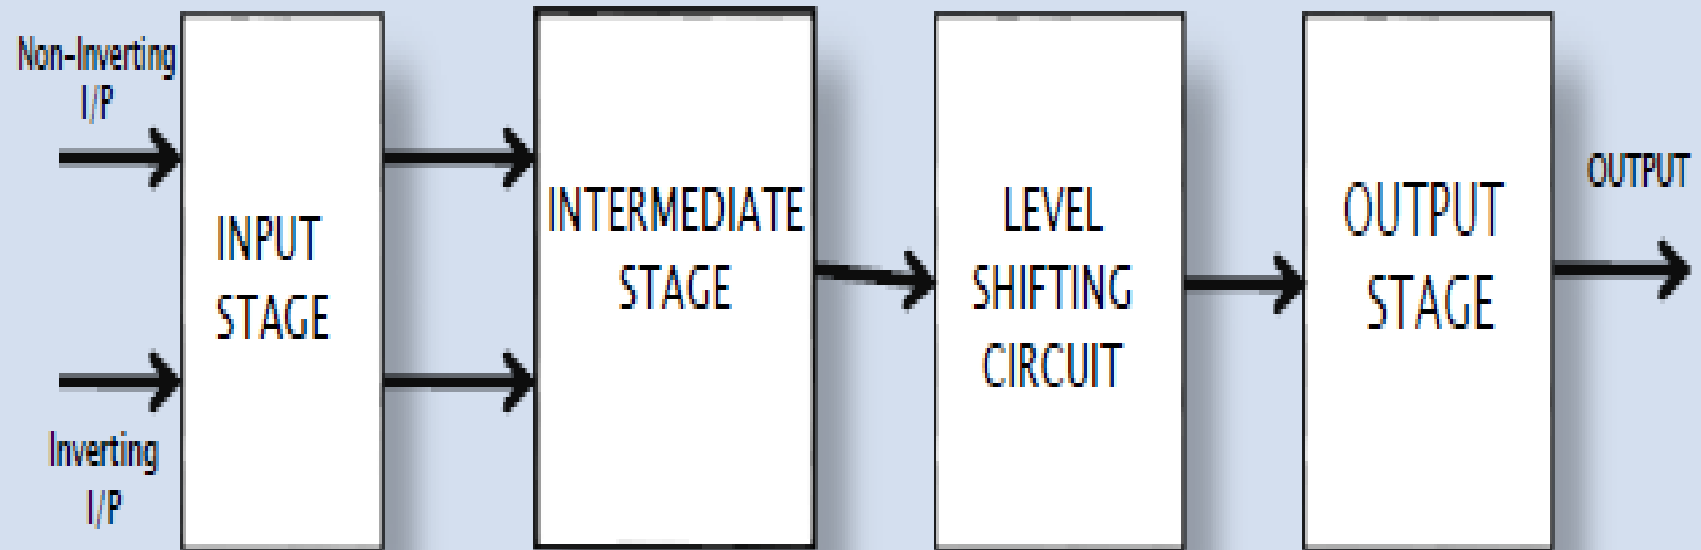 Non-Inverting
I/P
Inverting
I/P
INPUT
STAGE
INTERMEDIATE
STAGE
LEVEL
SHIFTING
CIRCUIT
OUTPUT
STAGE
OUTPUT